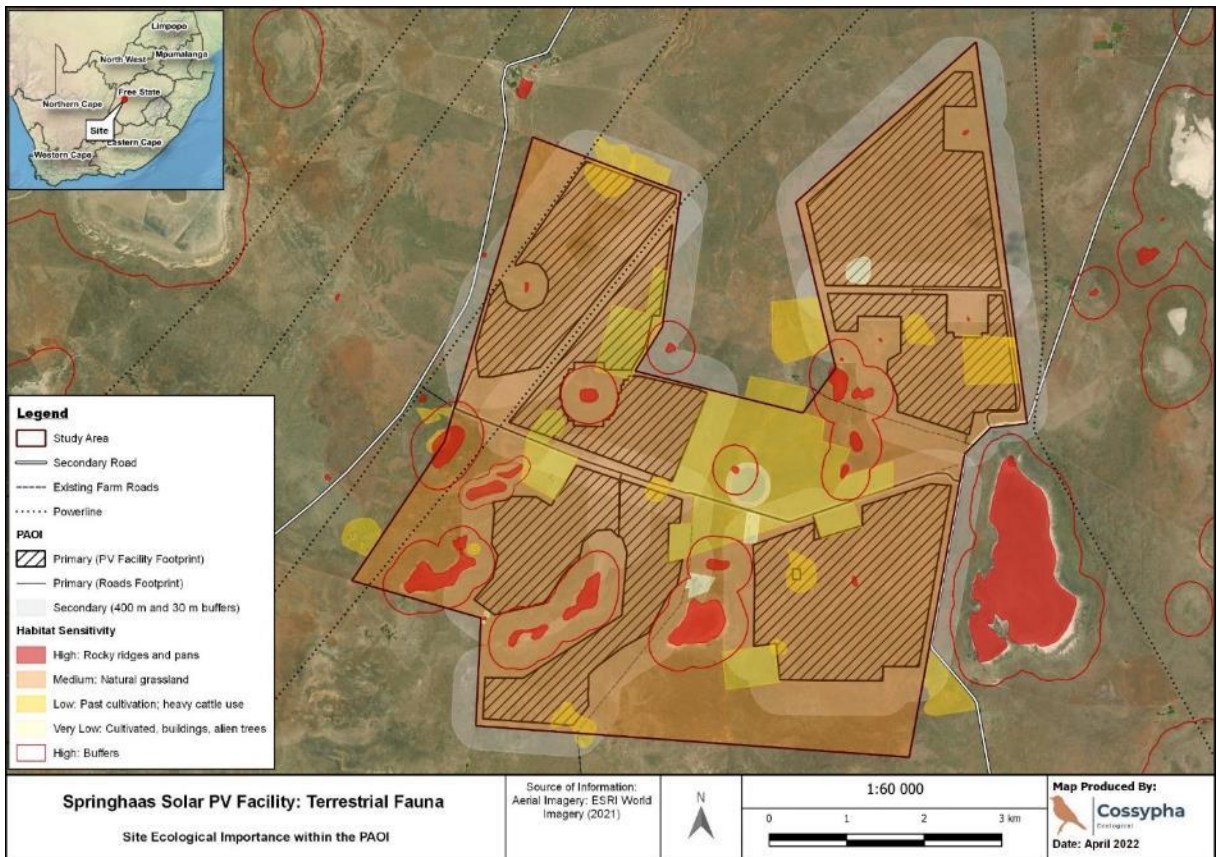 Limpopo
North West
Mpumalanga
Free State
Northern Cape
Site
Eastern Cape
Western Cape
Legend
Study Area
Secondary Road
Existing Farm Roads
Powerline
PAOI
Primary (PV Facility Footprint)
Primary (Roads Footprint)
Secondary (400 m and 30 m buffers)
Habitat Sensitivity
High: Rocky ridges and pans
Medium: Natural grassland
Low: Past cultivation; heavy cattle use
Very Low: Cultivated, buildings, alien trees
High: Buffers
Springhaas Solar PV Facility: Terrestrial Fauna
Site Ecological Importance within the PAOI
Source of Information:
Aerial Imagery: ESRI World
Imagery (2021)
N
1:60 000
0 1 2 3 km
Map Produced By:
Cossypha
Ecological
Date: April 2022